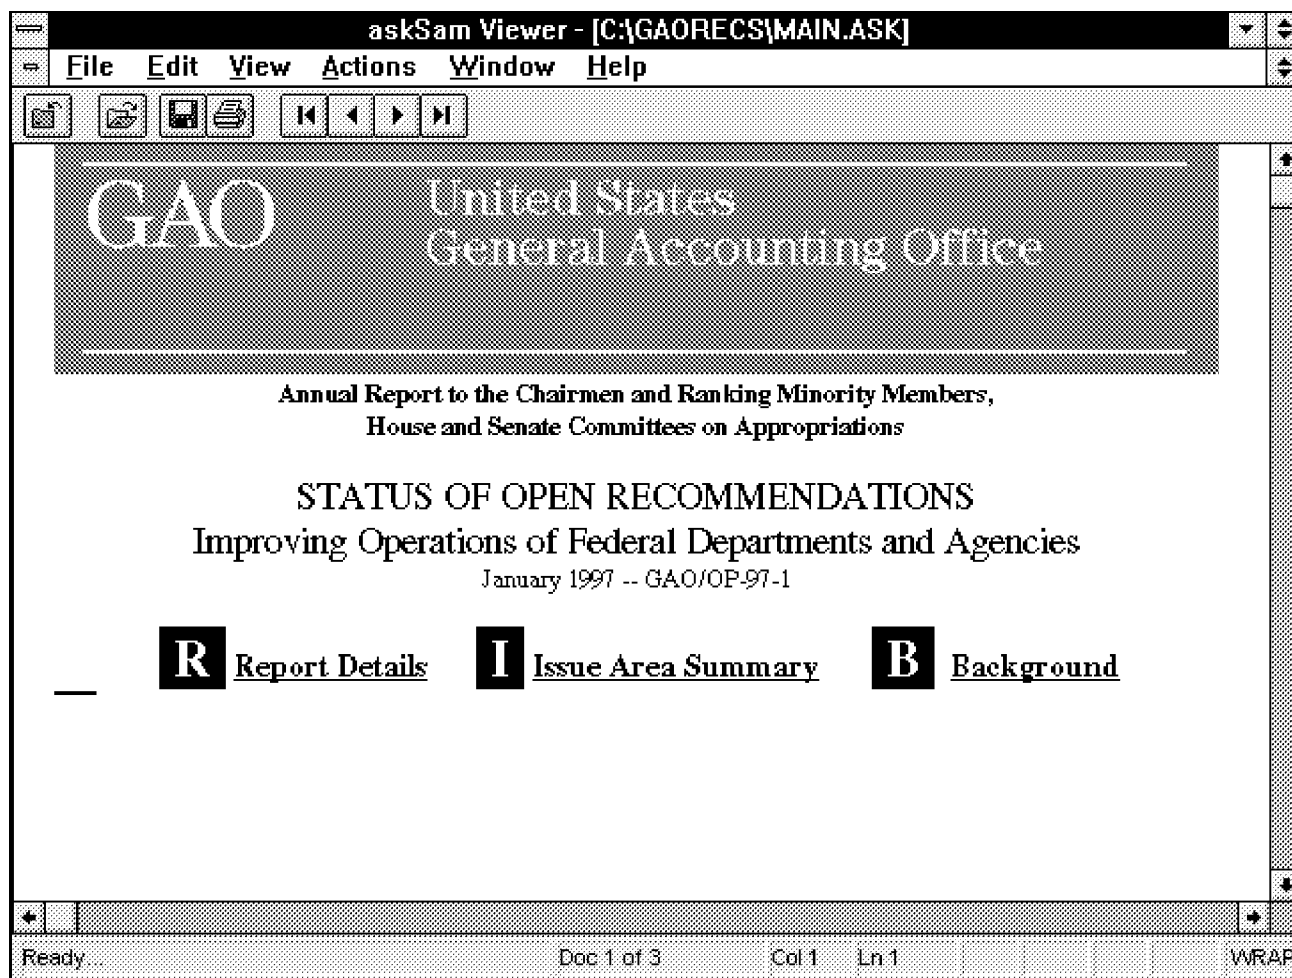 askSam Viewer - [C:\GAORECS\MAIN.ASK]
File Edit View Actions Window Help
GAO
United States
General Accounting Office
Annual Report to the Chairmen and Ranking Minority Members,
House and Senate Committees on Appropriations
STATUS OF OPEN RECOMMENDATIONS
Improving Operations of Federal Departments and Agencies
January 1997 -- GAO/OP-97-1
R Report Details I Issue Area Summary B Background
Ready... Doc 1 of 3 Col 1 Ln 1 WRAP